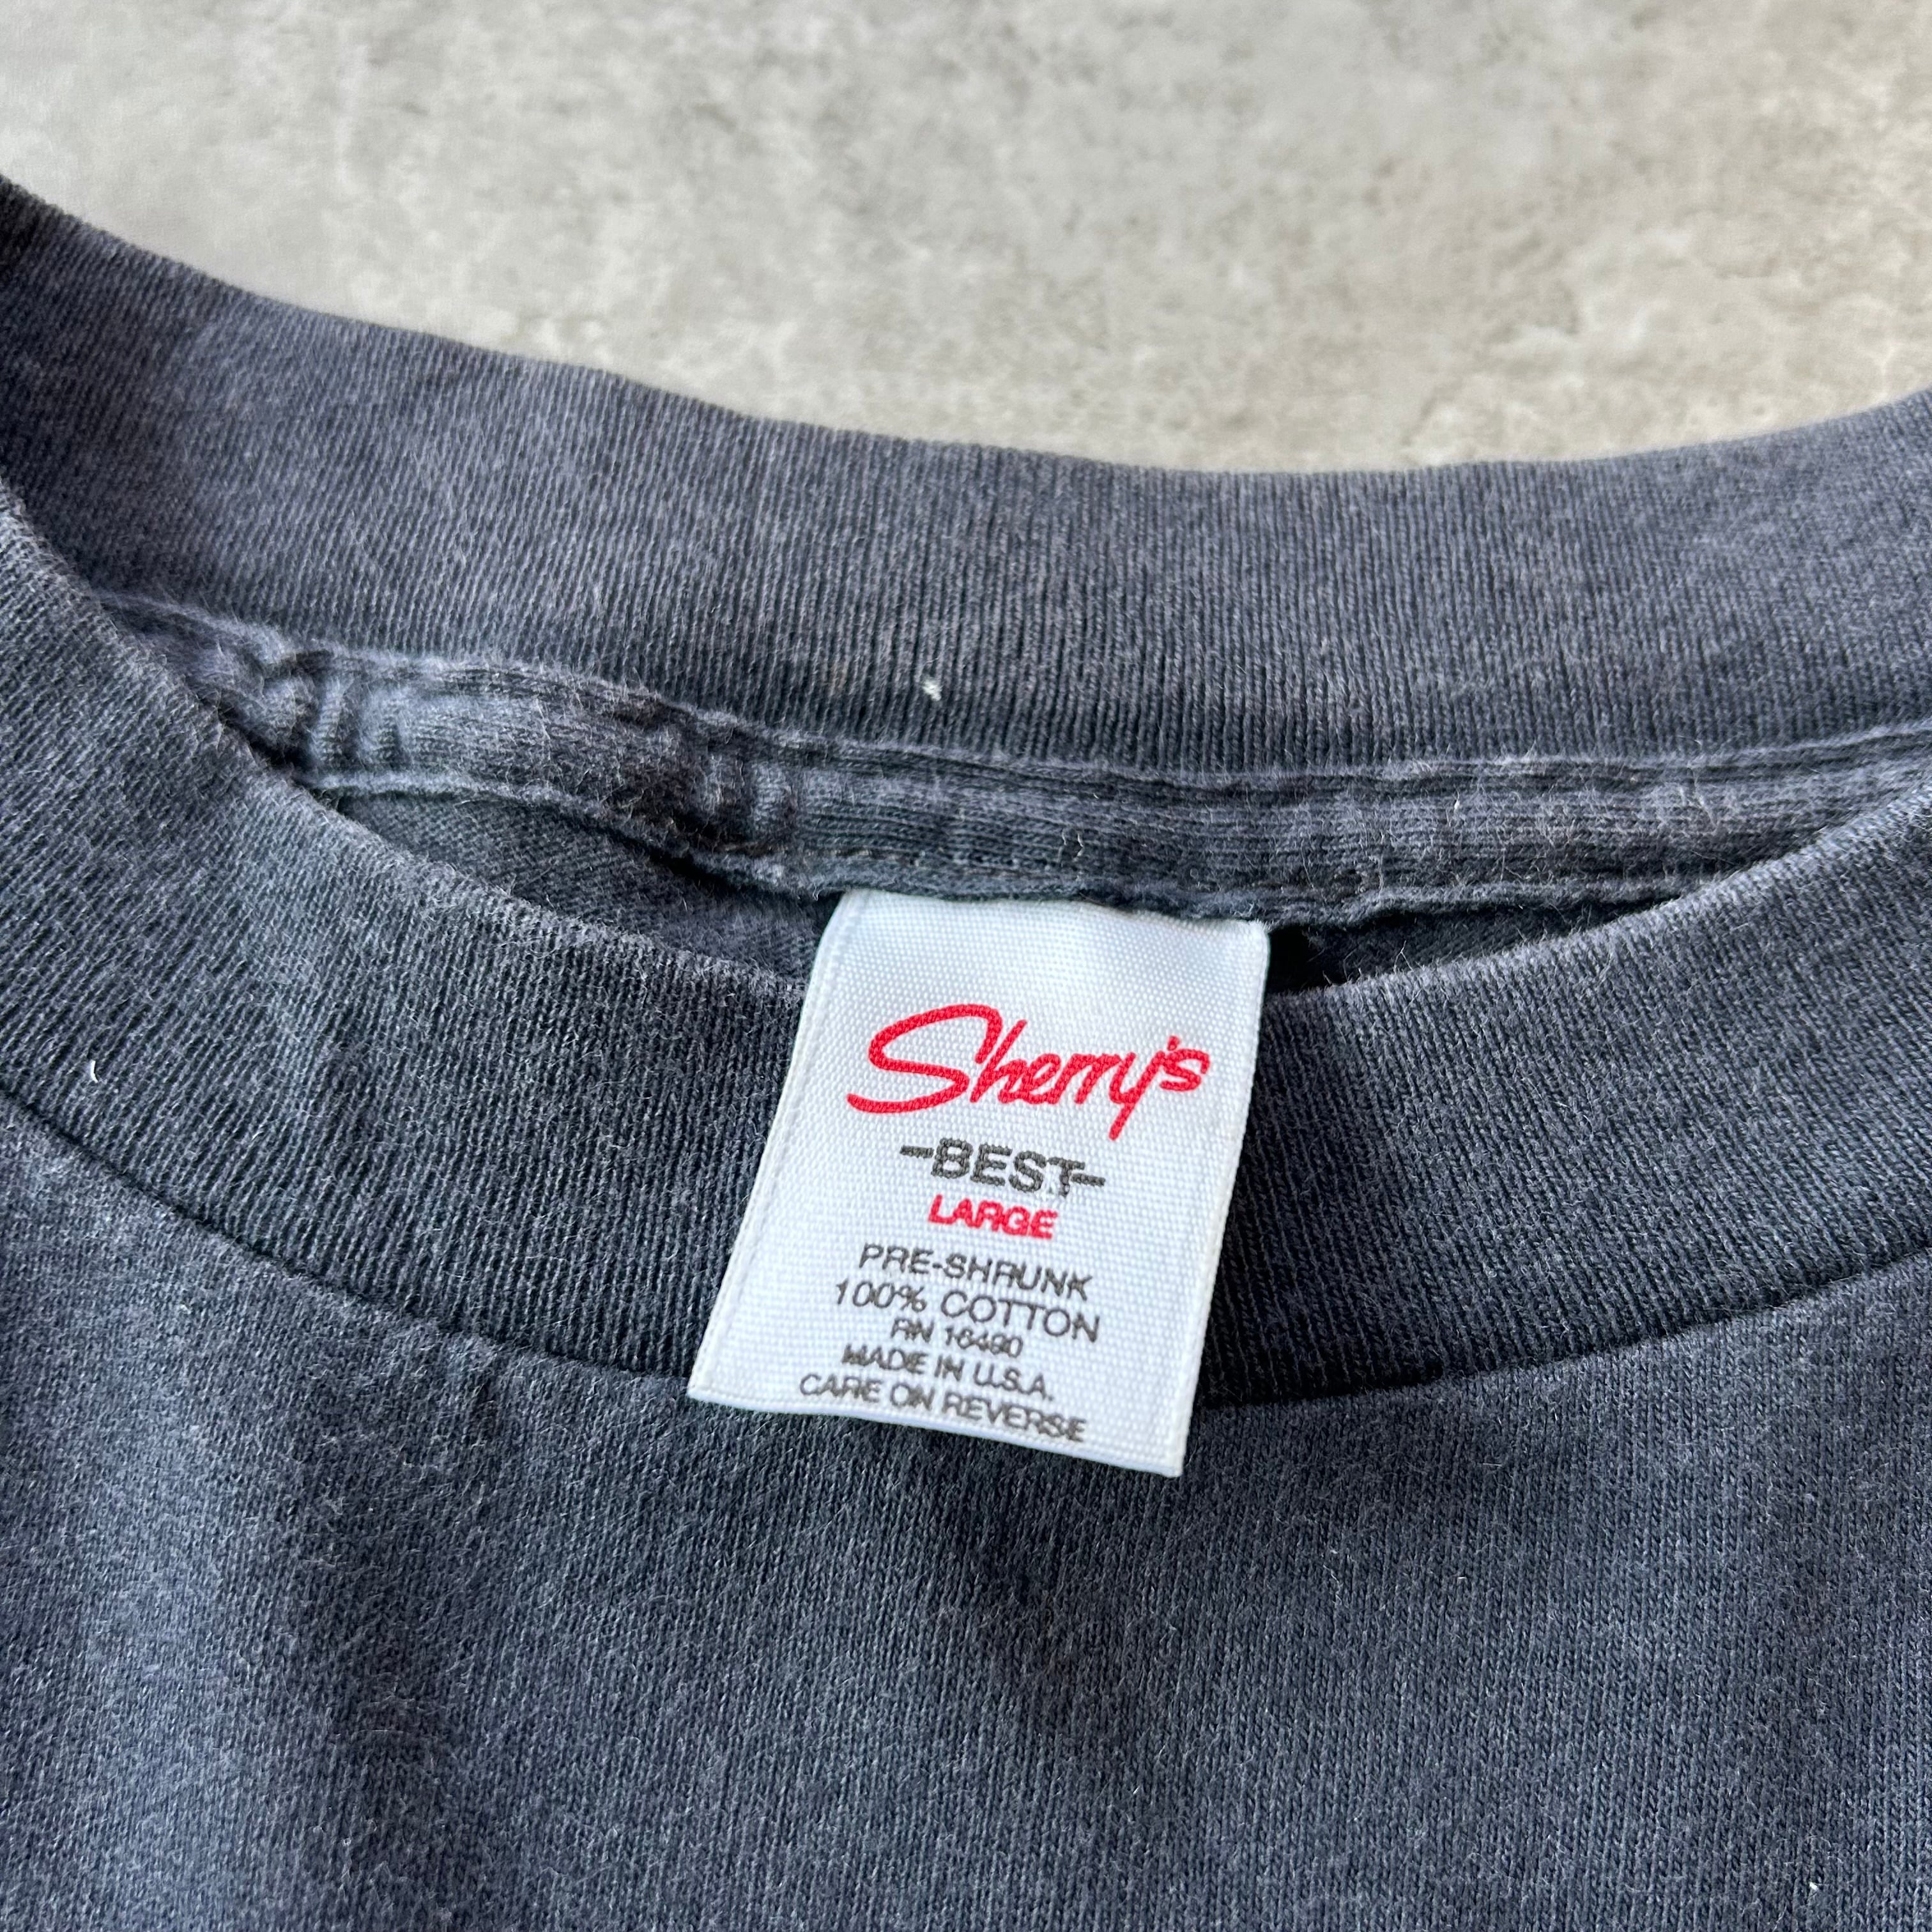 Sherry's
-BEST-
LARGE
PRE-SHRUNK
100% COTTON
RN 16490
MADE IN U.S.A.
CARE ON REVERSE